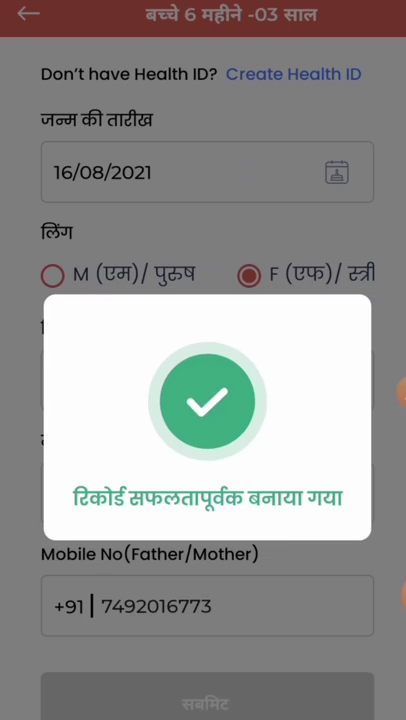 बच्चे 6 महीने -03 साल
Don't have Health ID? Create Health ID
जन्म की तारीख
16/08/2021
लिंग
M (एम)/ पुरुष F (एफ)/ स्त्री
रिकोर्ड सफलतापूर्वक बनाया गया
Mobile No(Father/Mother)
+91 7492016773
सबमिट